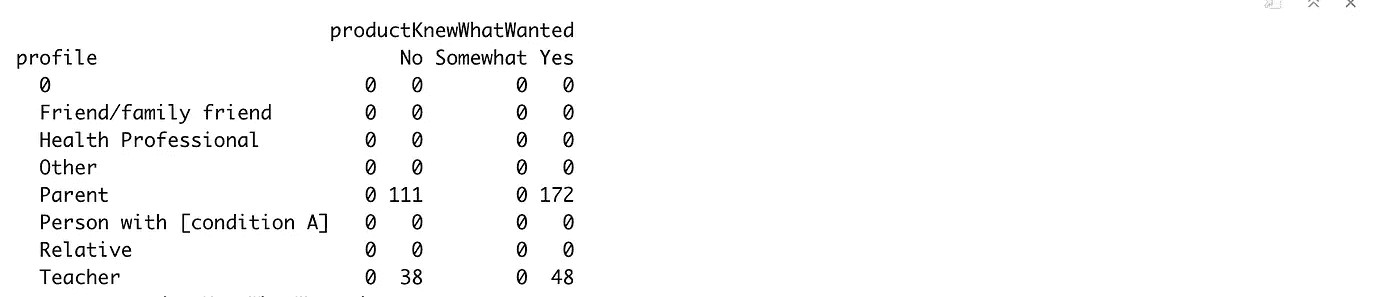 productKnewWhatWanted
profile No Somewhat Yes
0 0 0 0 0
Friend/family friend 0 0 0 0
Health Professional 0 0 0 0
Other 0 0 0 0
Parent 0 111 0 172
Person with [condition A] 0 0 0 0
Relative 0 0 0 0
Teacher 0 38 0 48